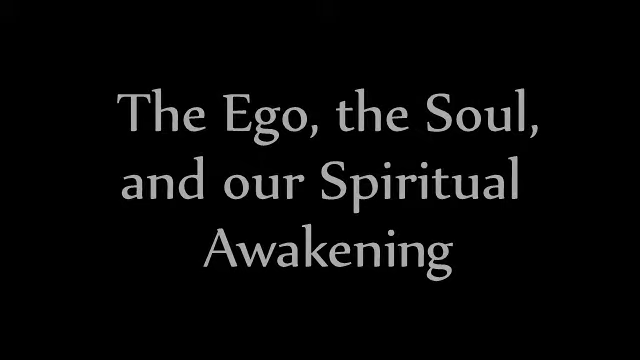 The Ego, the Soul,
and our Spiritual
Awakening